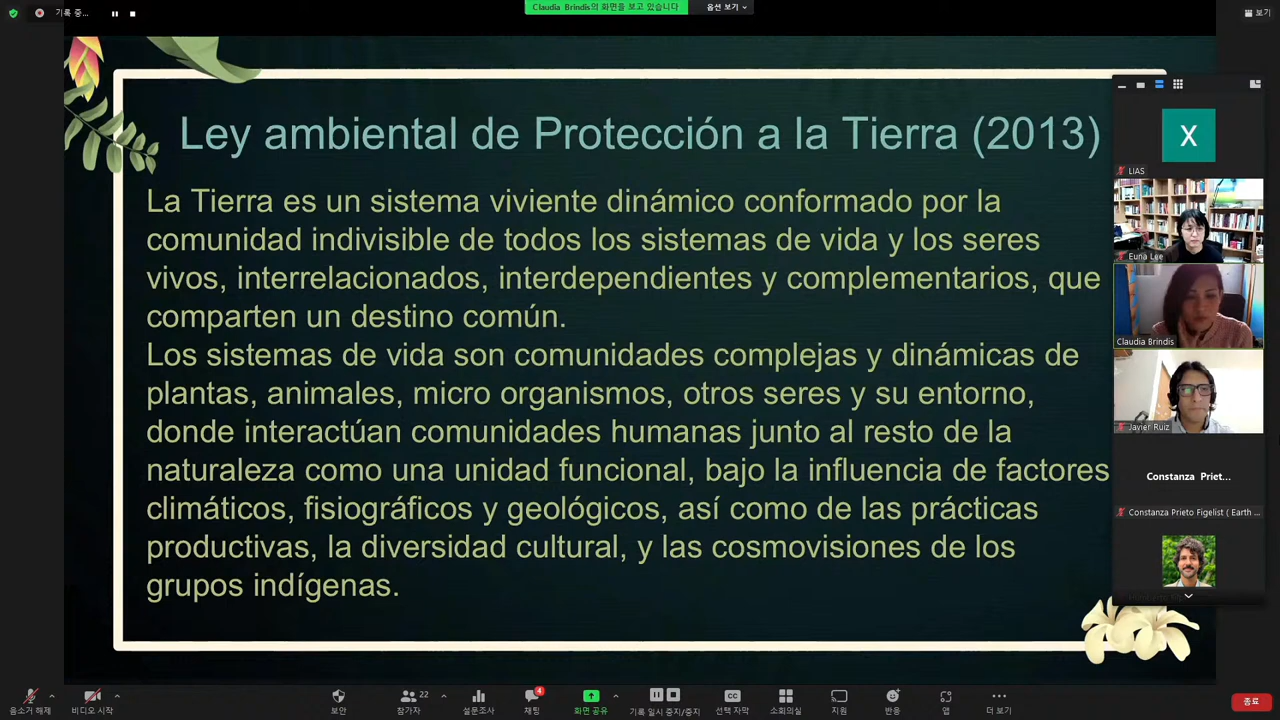 기록 중...
Claudia Brindis의 화면을 보고 있습니다
옵션 보기
보기
Ley ambiental de Protección a la Tierra (2013)
La Tierra es un sistema viviente dinámico conformado por la
comunidad indivisible de todos los sistemas de vida y los seres
vivos, interrelacionados, interdependientes y complementarios, que
comparten un destino común.
Los sistemas de vida son comunidades complejas y dinámicas de
plantas, animales, micro organismos, otros seres y su entorno,
donde interactúan comunidades humanas junto al resto de la
naturaleza como una unidad funcional, bajo la influencia de factores
climáticos, fisiográficos y geológicos, así como de las prácticas
productivas, la diversidad cultural, y las cosmovisiones de los
grupos indígenas.
X
LIAS
Euna Lee
Claudia Brindis
Javier Ruiz
Constanza Priet...
Constanza Prieto Figelist ( Earth ...
음소거 해제
비디오 시작
보안
22
참가자
설문조사
4
채팅
화면 공유
기록 일시 중지/중지
CC
선택 자막
소회의실
지원
반응
앱
더 보기
종료